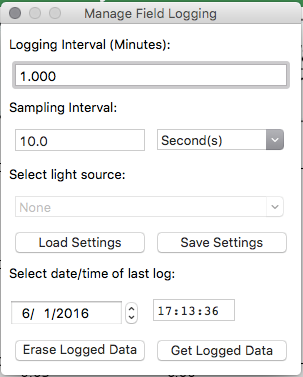 Manage Field Logging
Logging Interval (Minutes):
1.000
Sampling Interval:
10.0 Second(s)
Select light source:
None
Load Settings Save Settings
Select date/time of last log:
6/ 1/2016 17:13:36
Erase Logged Data Get Logged Data